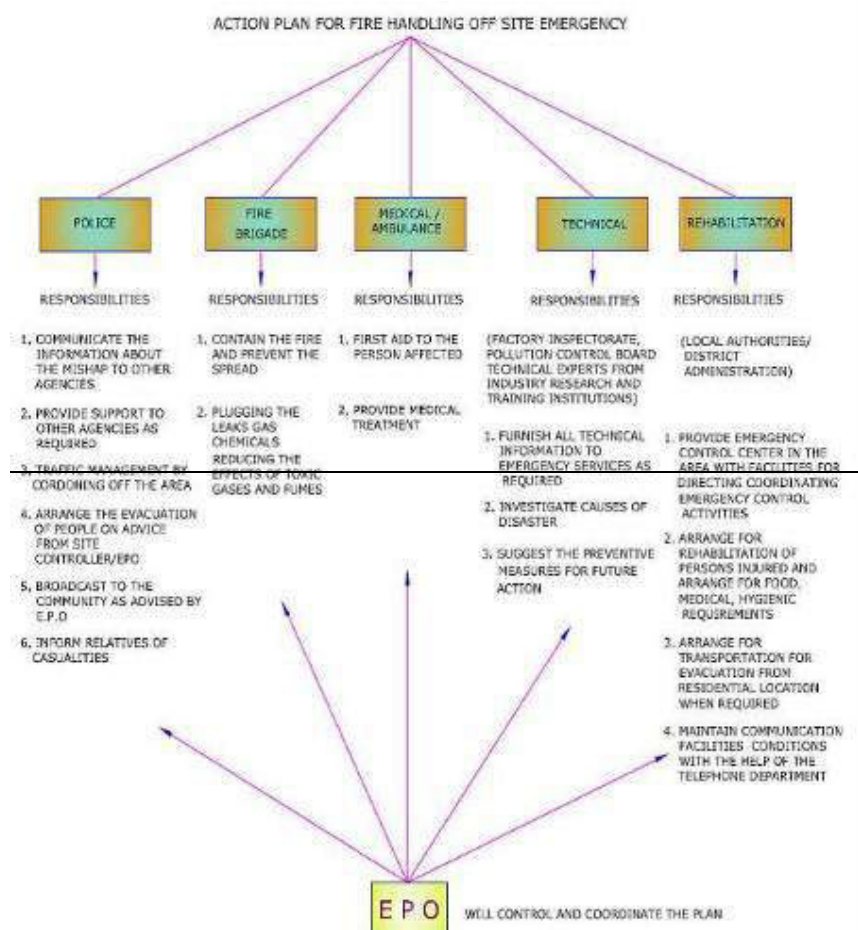 ACTION PLAN FOR FIRE HANDLING OFF SITE EMERGENCY
POLICE
RESPONSIBILITIES
1. COMMUNICATE THE
INFORMATION ABOUT
THE MISHAP TO OTHER
AGENCIES
2. PROVIDE SUPPORT TO
OTHER AGENCIES AS
REQUIRED
3. TRAFFIC MANAGEMENT BY
CORDONING OFF THE AREA
4. ARRANGE THE EVACUATION
OF PEOPLE ON ADVICE
FROM SITE
CONTROLLER/EPO
5. BROADCAST TO THE
COMMUNITY AS ADVISED BY
E.P.O
6. INFORM RELATIVES OF
CASUALITIES
FIRE
BRIGADE
RESPONSIBILITIES
1. CONTAIN THE FIRE
AND PREVENT THE
SPREAD
2. PLUGGING THE
LEAKS GAS
CHEMICALS
REDUCING THE
EFFECTS OF TOXIC
GASES AND FUMES
MEDICAL /
AMBULANCE
RESPONSIBILITIES
1. FIRST AID TO THE
PERSON AFFECTED
2. PROVIDE MEDICAL
TREATMENT
TECHNICAL
RESPONSIBILITIES
(FACTORY INSPECTORATE,
POLLUTION CONTROL BOARD
TECHNICAL EXPERTS FROM
INDUSTRY RESEARCH AND
TRAINING INSTITUTIONS)
1. FURNISH ALL TECHNICAL
INFORMATION TO
EMERGENCY SERVICES AS
REQUIRED
2. INVESTIGATE CAUSES OF
DISASTER
3. SUGGEST THE PREVENTIVE
MEASURES FOR FUTURE
ACTION
REHABILITATION
RESPONSIBILITIES
(LOCAL AUTHORITIES/
DISTRICT
ADMINISTRATION)
1. PROVIDE EMERGENCY
CONTROL CENTER IN THE
AREA WITH FACILITIES FOR
DIRECTING COORDINATING
EMERGENCY CONTROL
ACTIVITIES
2. ARRANGE FOR
REHABILITATION OF
PERSONS INJURED AND
ARRANGE FOR FOOD,
MEDICAL, HYGIENIC
REQUIREMENTS
3. ARRANGE FOR
TRANSPORTATION FOR
EVACUATION FROM
RESIDENTIAL LOCATION
WHEN REQUIRED
4. MAINTAIN COMMUNICATION
FACILITIES CONDITIONS
WITH THE HELP OF THE
TELEPHONE DEPARTMENT
E P O
WILL CONTROL AND COORDINATE THE PLAN